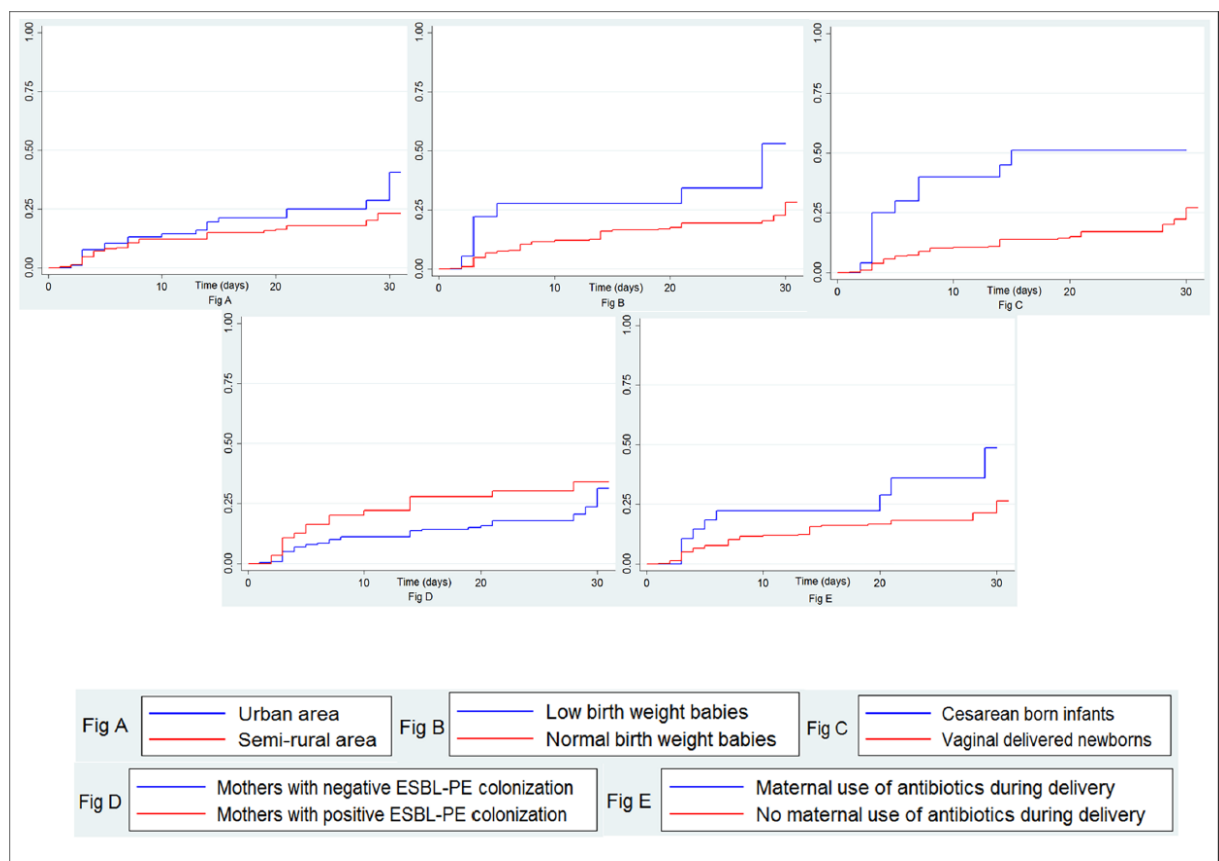 1.00
0.75
0.50
0.25
0.00
0
10
20
30
Time (days)
Fig A
1.00
0.75
0.50
0.25
0.00
0
10
20
30
Time (days)
Fig B
1.00
0.75
0.50
0.25
0.00
0
10
20
30
Time (days)
Fig C
1.00
0.75
0.50
0.25
0.00
0
10
20
30
Time (days)
Fig D
1.00
0.75
0.50
0.25
0.00
0
10
20
30
Time (days)
Fig E
Fig A
Urban area
Semi-rural area
Fig B
Low birth weight babies
Normal birth weight babies
Fig C
Cesarean born infants
Vaginal delivered newborns
Fig D
Mothers with negative ESBL-PE colonization
Mothers with positive ESBL-PE colonization
Fig E
Maternal use of antibiotics during delivery
No maternal use of antibiotics during delivery